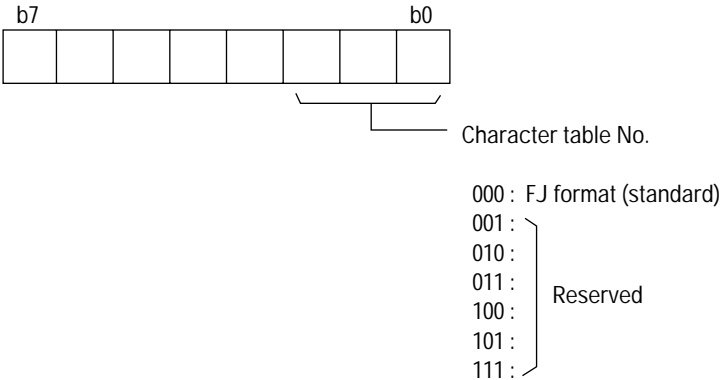 b7 b0
Character table No.
000 : FJ format (standard)
001 :
010 :
011 :
Reserved
100 :
101 :
111 :